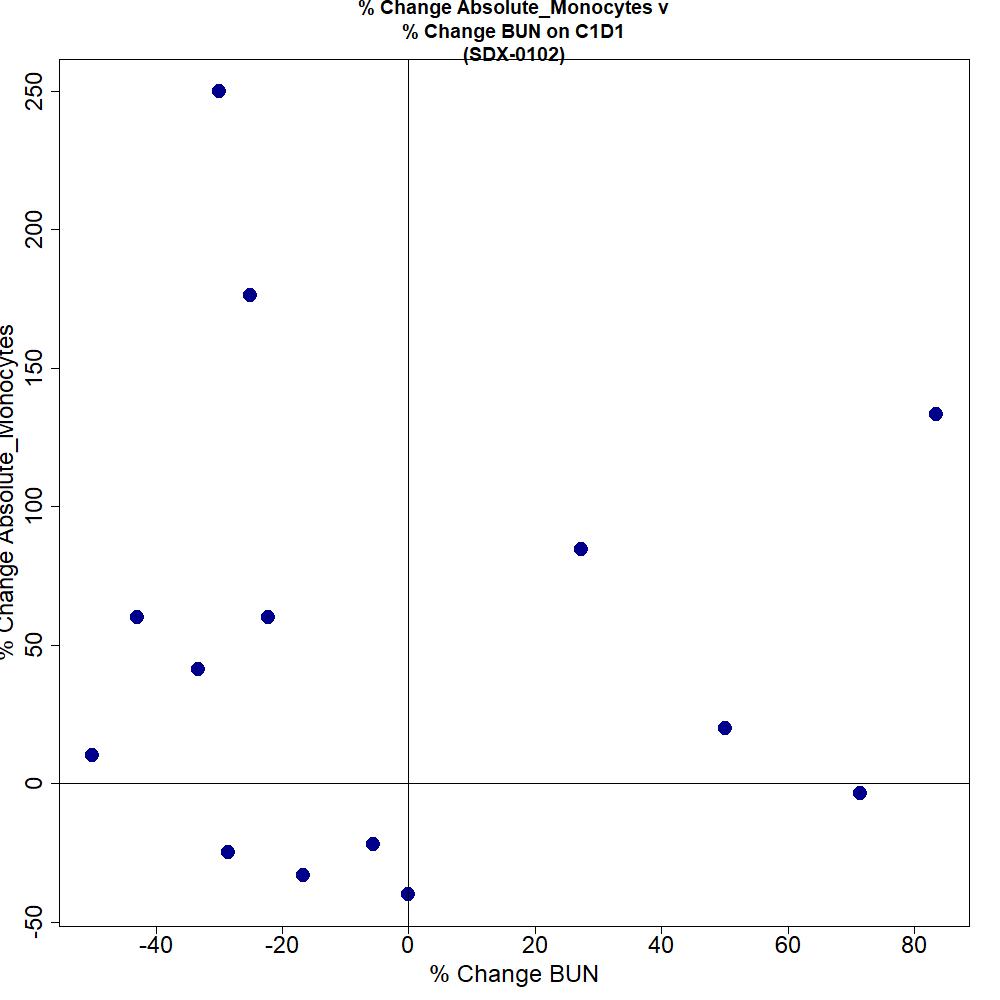 % Change Absolute_Monocytes v
% Change BUN on C1D1
(SDX-0102)
% Change Absolute_Monocytes
250
200
150
100
50
0
-50
-40
-20
0
20
40
60
80
% Change BUN